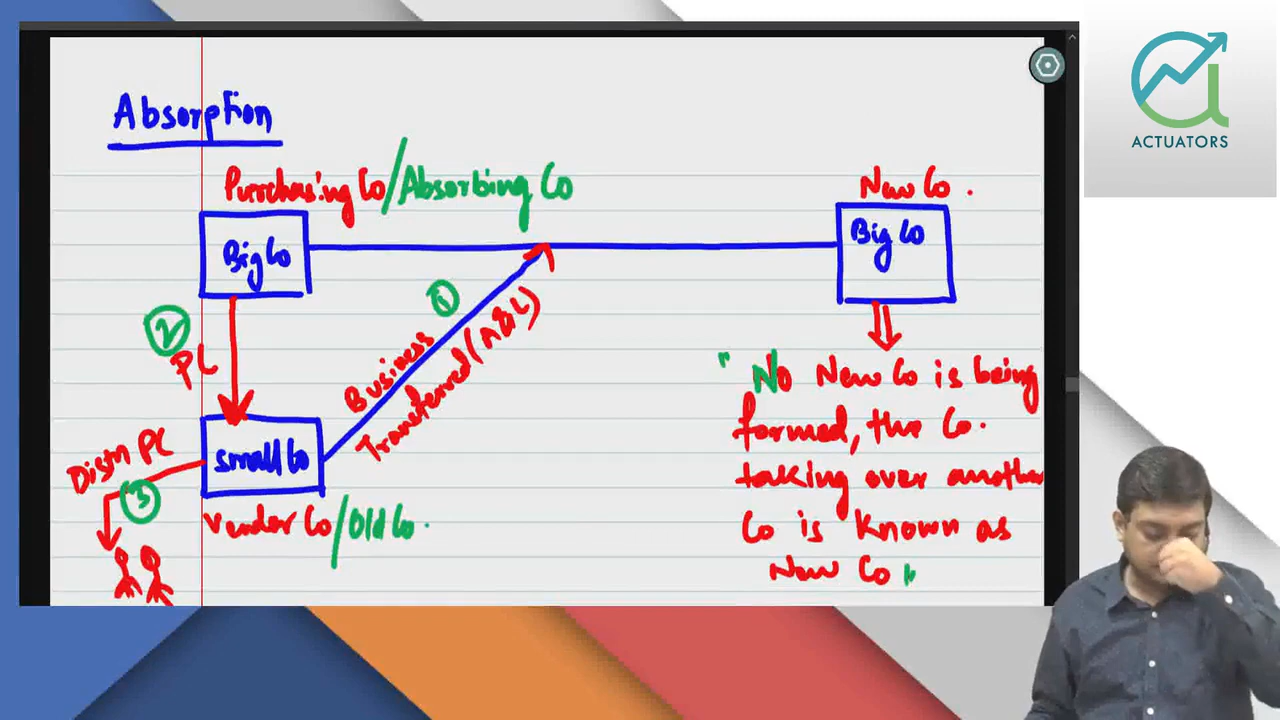 Absorption
Purchasing Co/Absorbing Co
New Co.
Big Co
Big Co
①
②
PC
Business
Transferred (A&L)
Small Co
Distn PC
③
Vendor Co/Old Co.
"No New Co is being
formed, the Co.
taking over another
Co is known as
New Co"
ACTUATORS